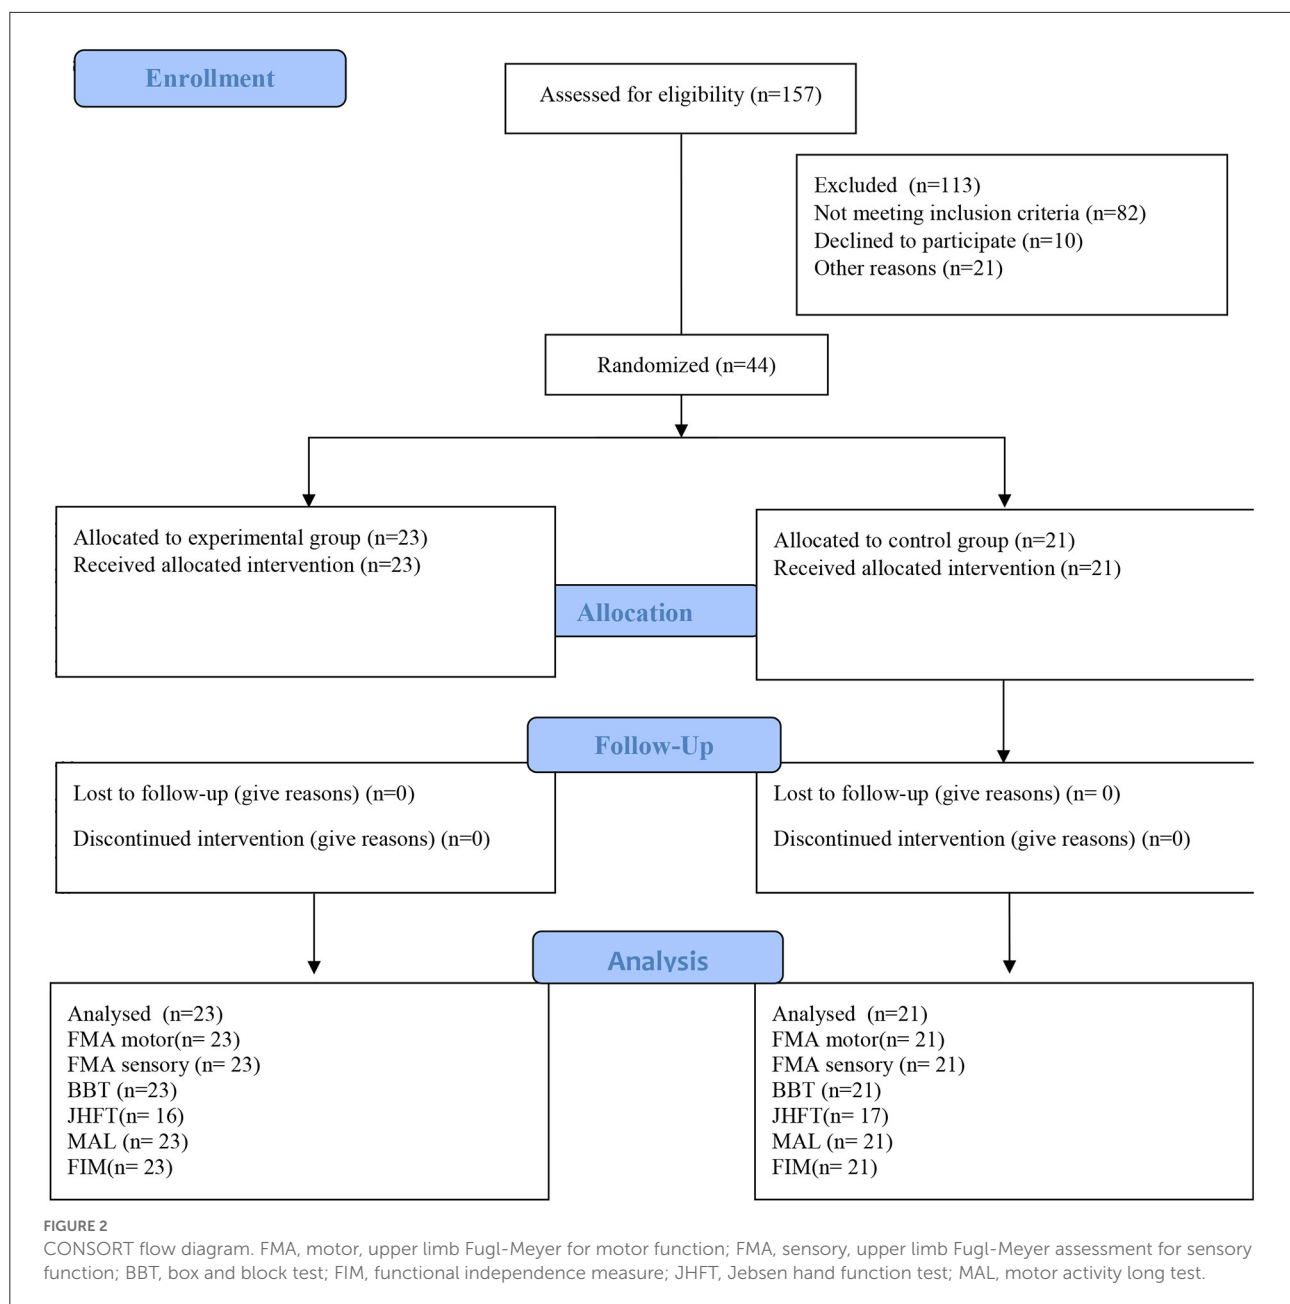 Enrollment
Assessed for eligibility (n=157)
Excluded  (n=113)
Not meeting inclusion criteria (n=82)
Declined to participate (n=10)
Other reasons (n=21)
Randomized (n=44)
Allocated to experimental group (n=23)
Received allocated intervention (n=23)
Allocated to control group (n=21)
Received allocated intervention (n=21)
Allocation
Follow-Up
Lost to follow-up (give reasons) (n=0)
Discontinued intervention (give reasons) (n=0)
Lost to follow-up (give reasons) (n= 0)
Discontinued intervention (give reasons) (n=0)
Analysis
Analysed  (n=23)
FMA motor(n= 23)
FMA sensory (n= 23)
BBT (n=23)
JHFT(n= 16)
MAL (n= 23)
FIM(n= 23)
Analysed  (n=21)
FMA motor(n= 21)
FMA sensory (n= 21)
BBT (n=21)
JHFT(n= 17)
MAL (n= 21)
FIM(n= 21)
FIGURE 2
CONSORT flow diagram. FMA, motor, upper limb Fugl-Meyer for motor function; FMA, sensory, upper limb Fugl-Meyer assessment for sensory
function; BBT, box and block test; FIM, functional independence measure; JHFT, Jebsen hand function test; MAL, motor activity long test.